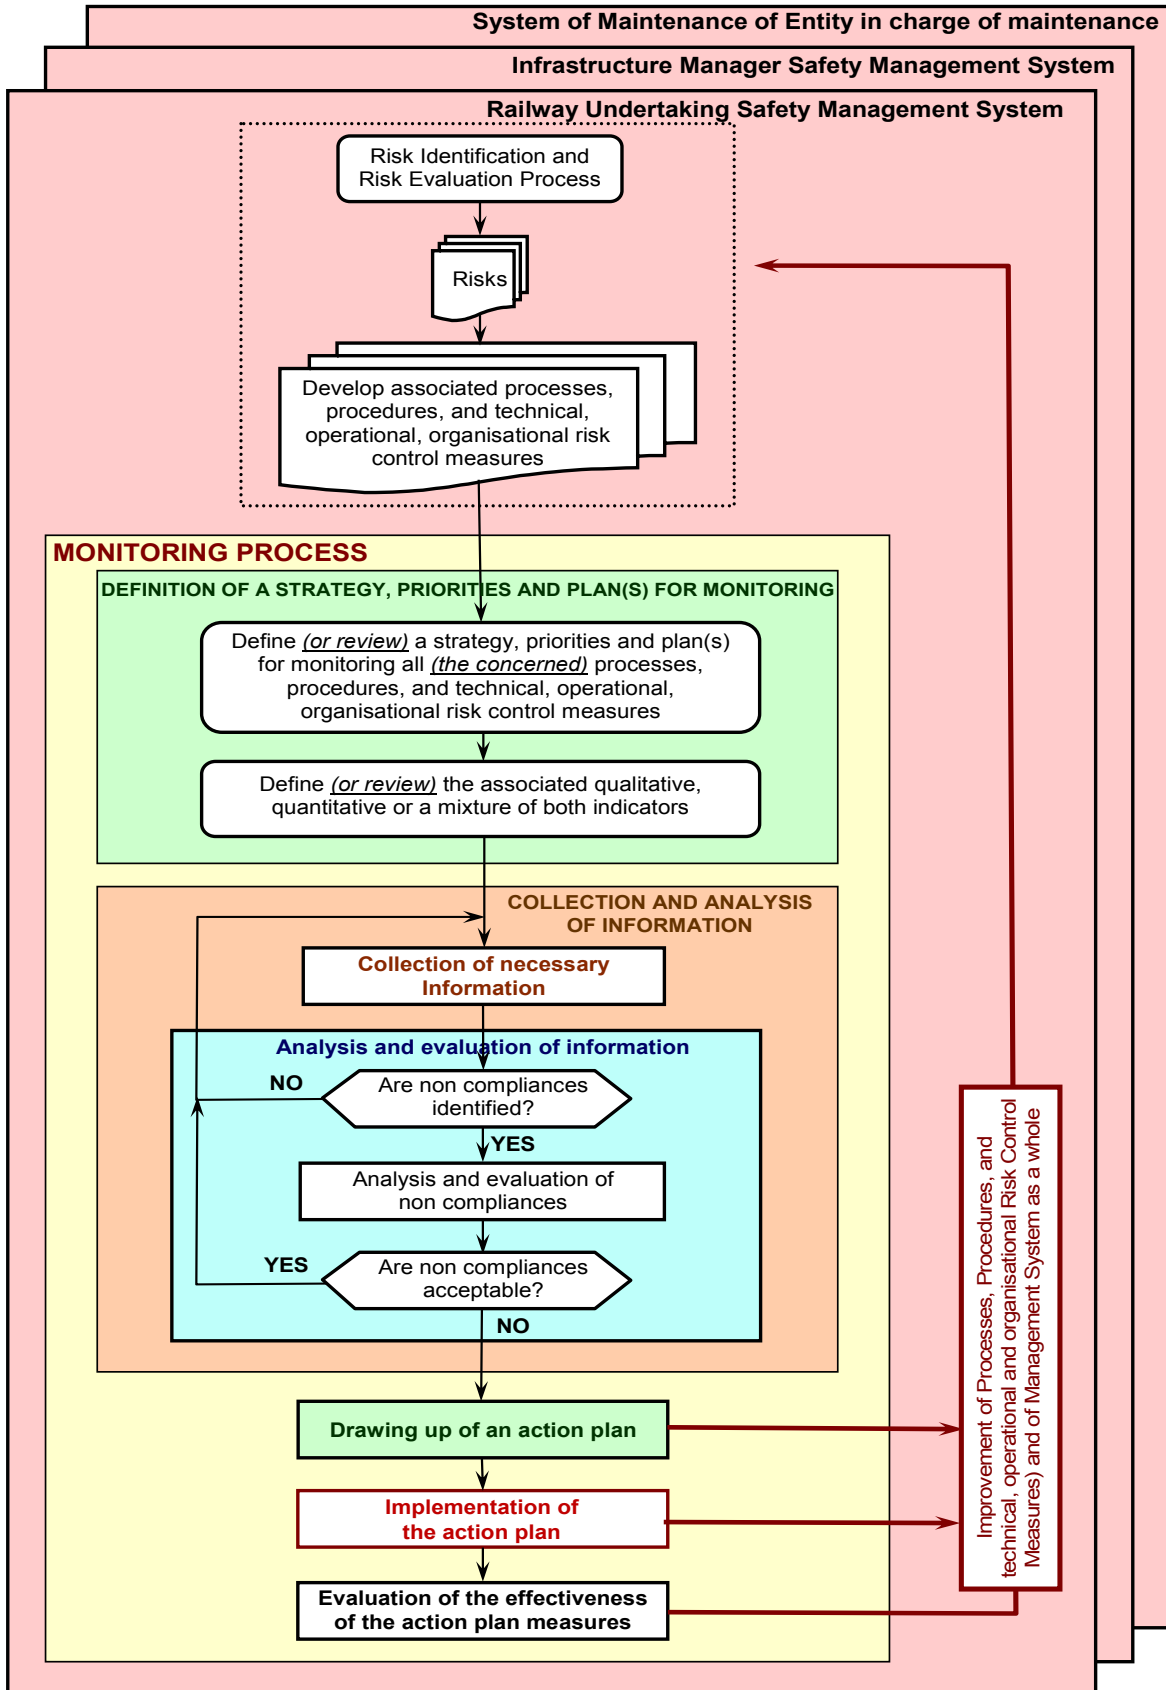 System of Maintenance of Entity in charge of maintenance
Infrastructure Manager Safety Management System
Railway Undertaking Safety Management System
Risk Identification and
Risk Evaluation Process
Risks
Develop associated processes,
procedures, and technical,
operational, organisational risk
control measures
MONITORING PROCESS
DEFINITION OF A STRATEGY, PRIORITIES AND PLAN(S) FOR MONITORING
Define (or review) a strategy, priorities and plan(s)
for monitoring all (the concerned) processes,
procedures, and technical, operational,
organisational risk control measures
Define (or review) the associated qualitative,
quantitative or a mixture of both indicators
COLLECTION AND ANALYSIS
OF INFORMATION
Collection of necessary
Information
Analysis and evaluation of information
NO
Are non compliances
identified?
YES
Analysis and evaluation of
non compliances
YES
Are non compliances
acceptable?
NO
Drawing up of an action plan
Implementation of
the action plan
Evaluation of the effectiveness
of the action plan measures
Improvement of Processes, Procedures, and
technical, operational and organisational Risk Control
Measures) and of Management System as a whole